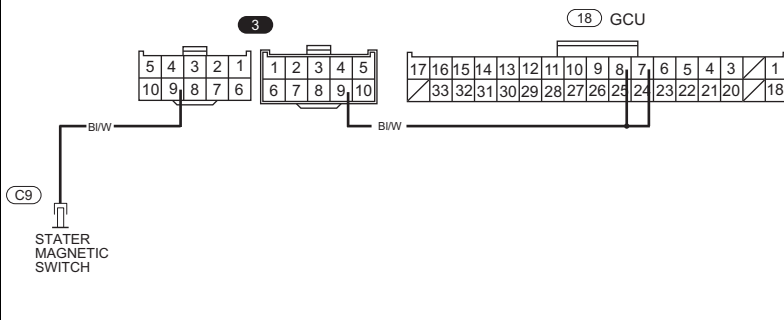 3
18 GCU
5 4 3 2 1
10 9 8 7 6
1 2 3 4 5
6 7 8 9 10
17 16 15 14 13 12 11 10 9 8 7 6 5 4 3 1
33 32 31 30 29 28 27 26 25 24 23 22 21 20 18
Bl/W
Bl/W
C9
STATER
MAGNETIC
SWITCH